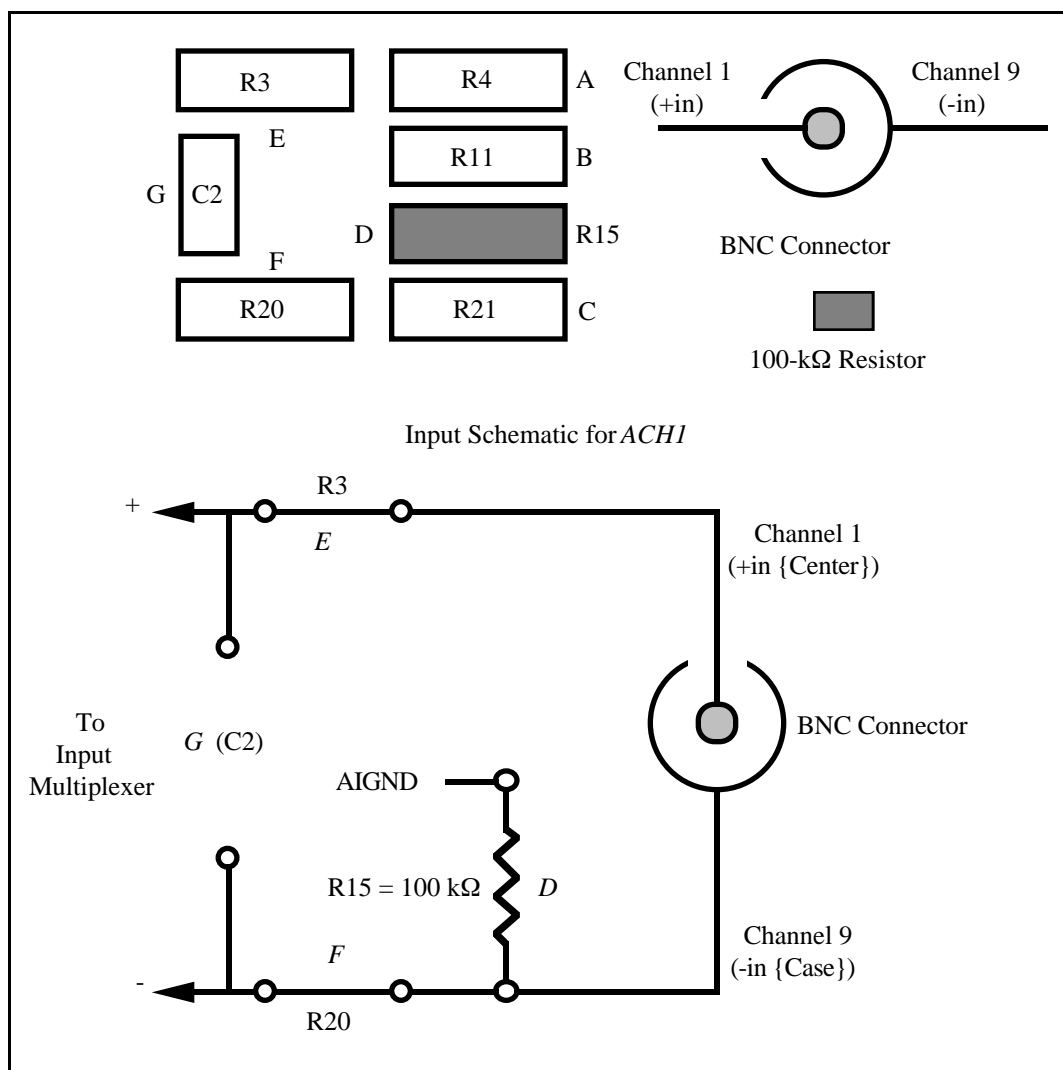 R3
R4
A
E
R11
B
G
C2
D
R15
F
R20
R21
C
Channel 1
(+in)
Channel 9
(-in)
BNC Connector
100-kΩ Resistor
Input Schematic for ACH1
+
R3
E
Channel 1
(+in {Center})
To
Input
Multiplexer
G (C2)
BNC Connector
AIGND
R15 = 100 kΩ
D
F
-
R20
Channel 9
(-in {Case})